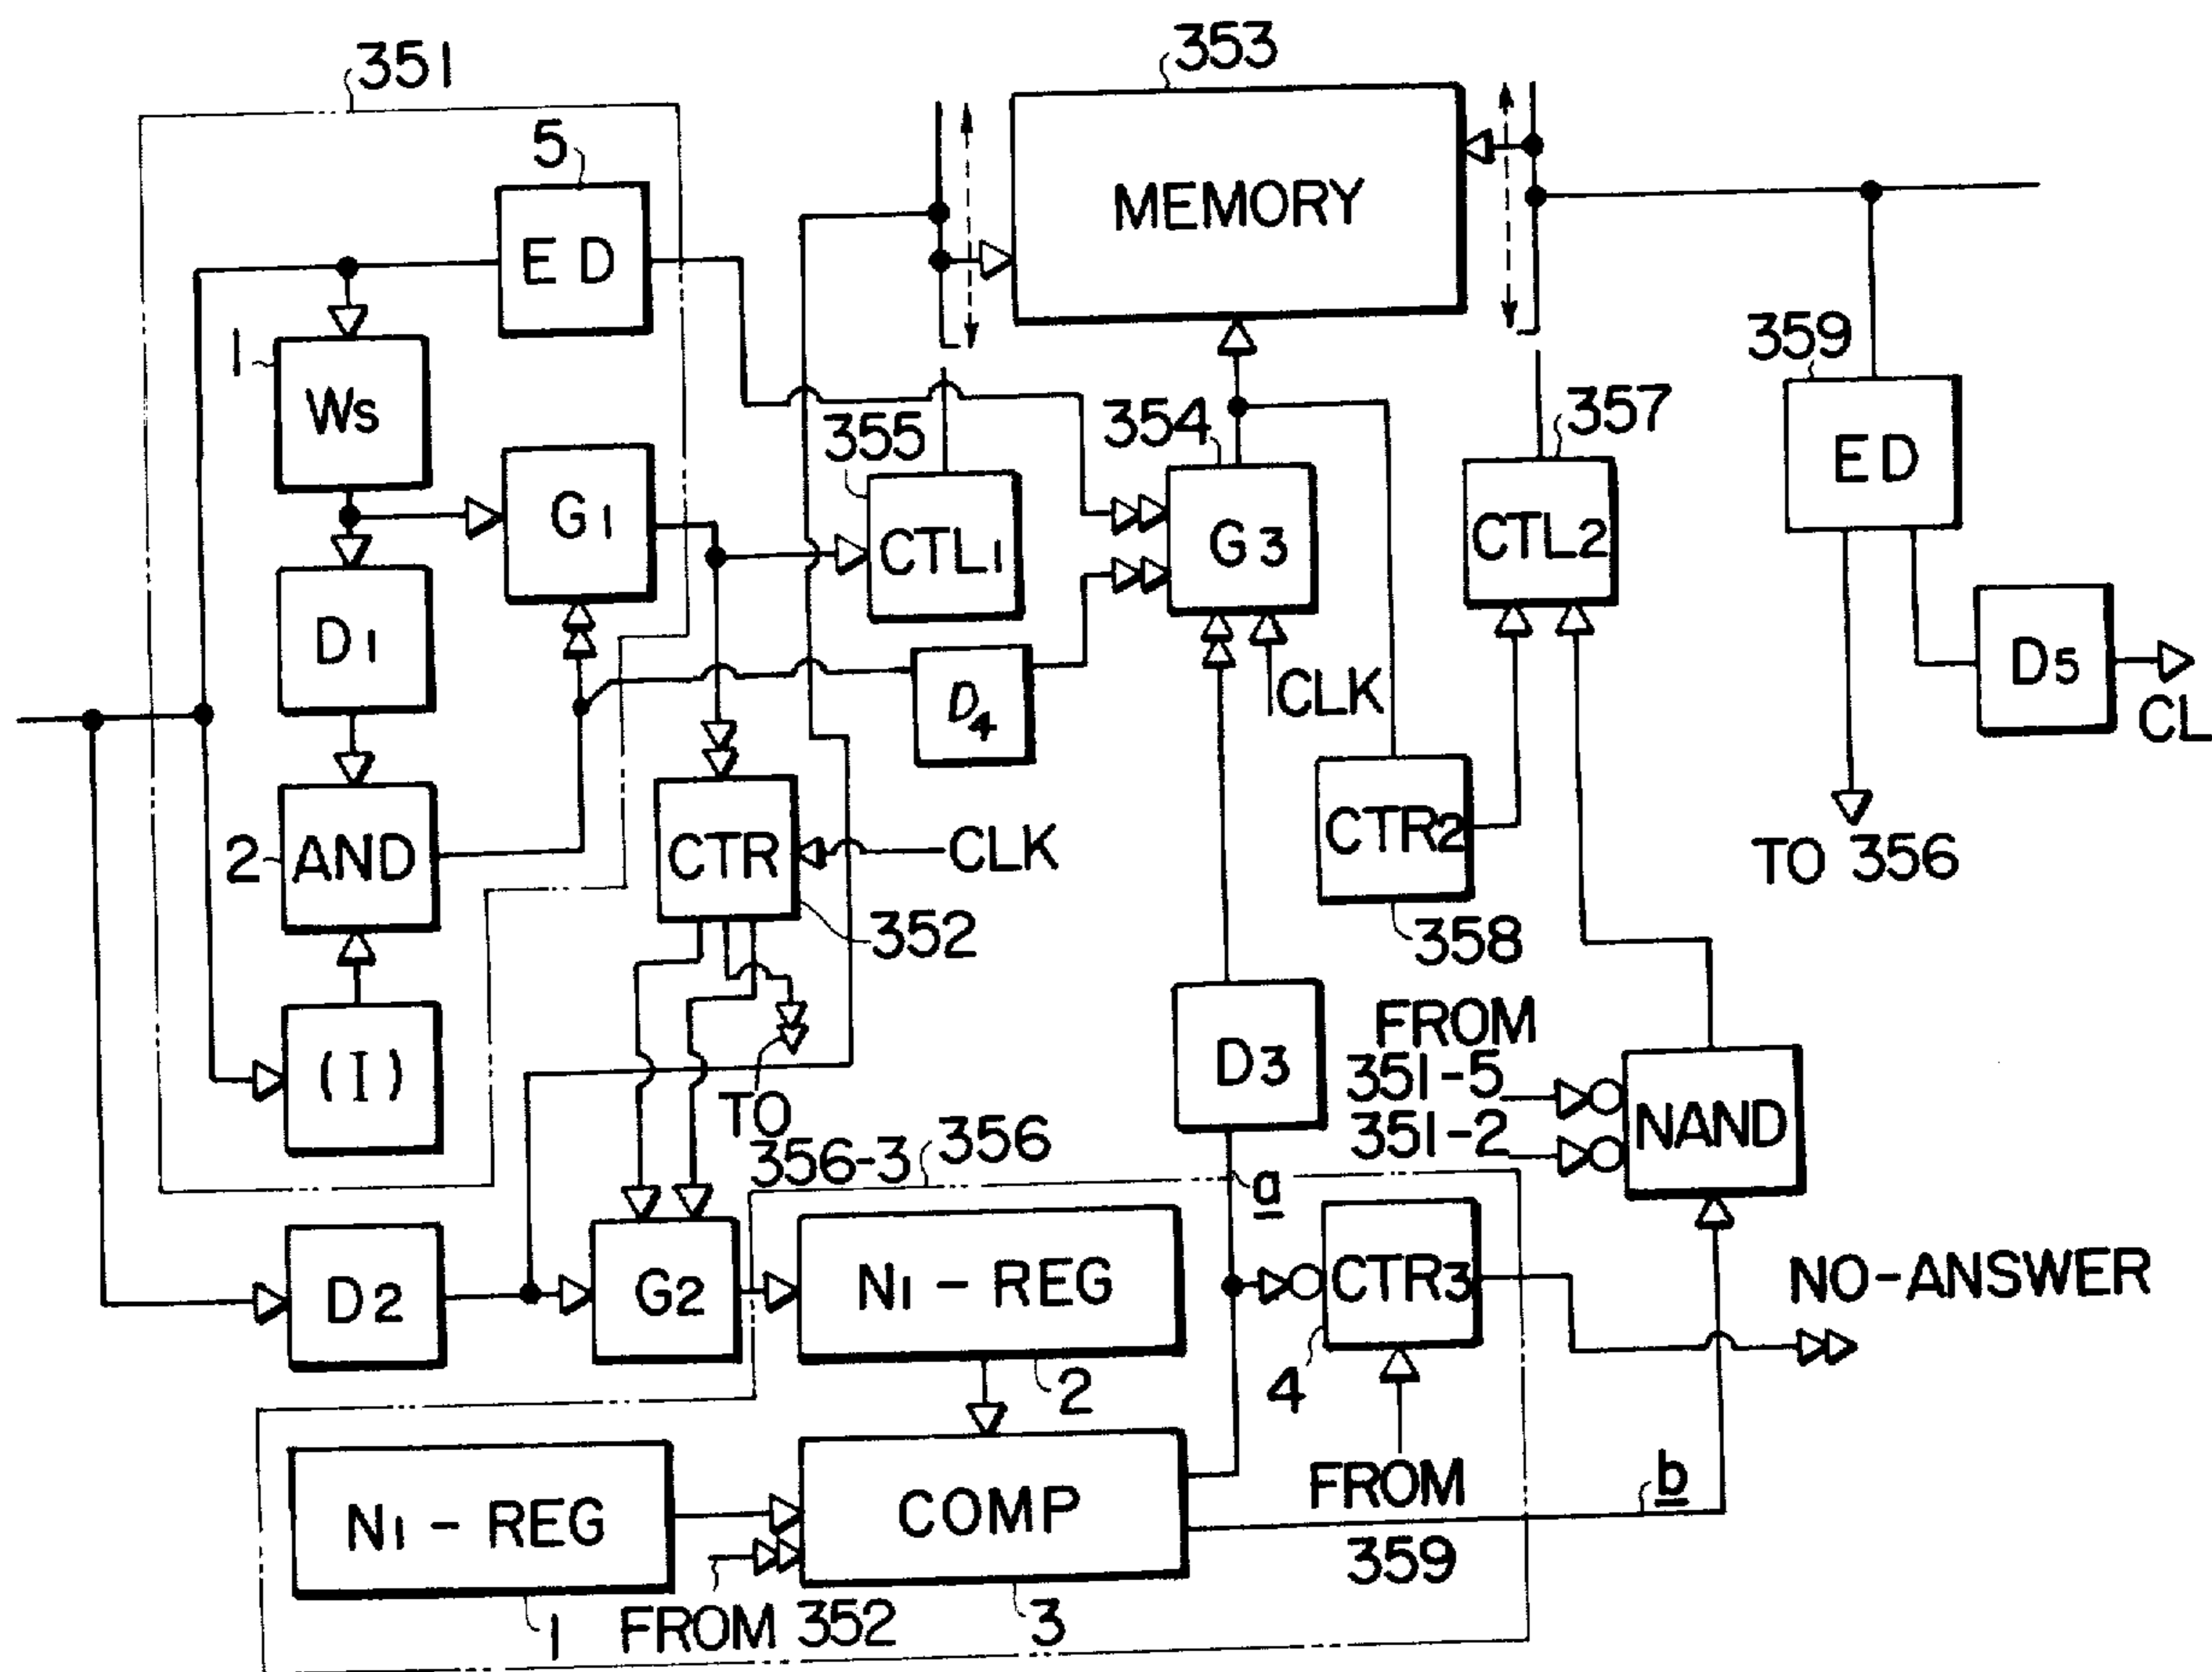 351
353
5
ED
MEMORY
1
Ws
359
ED
355
354
357
G1
CTL1
G3
CTL2
D1
D4
CLK
D5
CL
2
AND
CTR
CLK
CTR2
TO 356
352
358
(I)
D3
FROM
351-5
351-2
NAND
TO
356-3
356
a
D2
G2
N1 - REG
CTR3
NO-ANSWER
2
4
N1 - REG
COMP
FROM
359
b
1
FROM 352
3